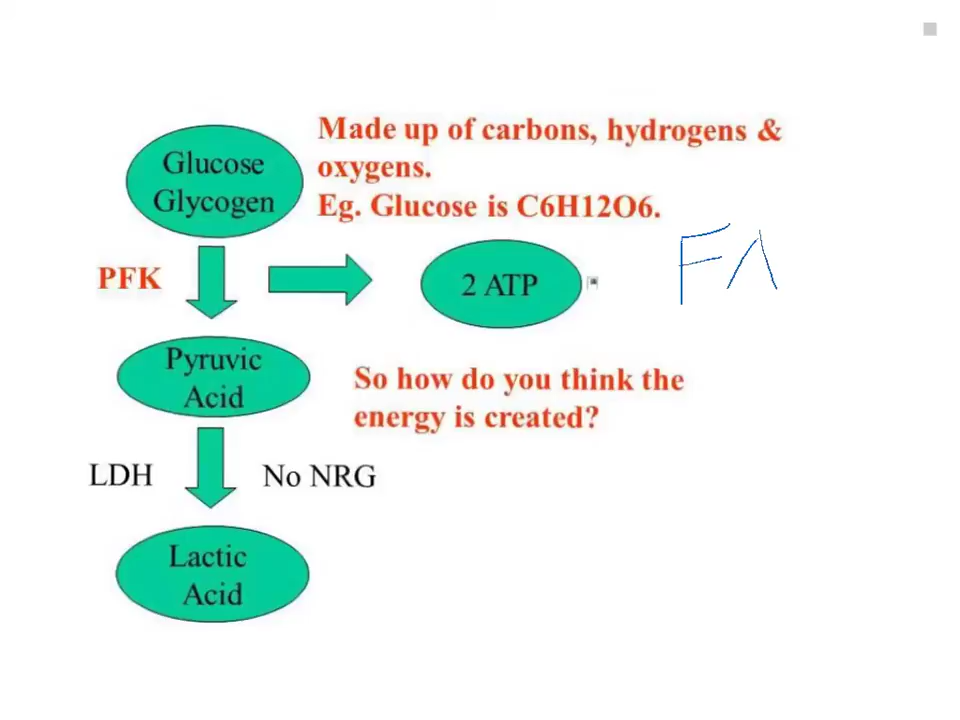 Made up of carbons, hydrogens &
oxygens.
Eg. Glucose is C6H12O6.
Glucose
Glycogen
PFK
2 ATP
FA
Pyruvic
Acid
So how do you think the
energy is created?
LDH
No NRG
Lactic
Acid